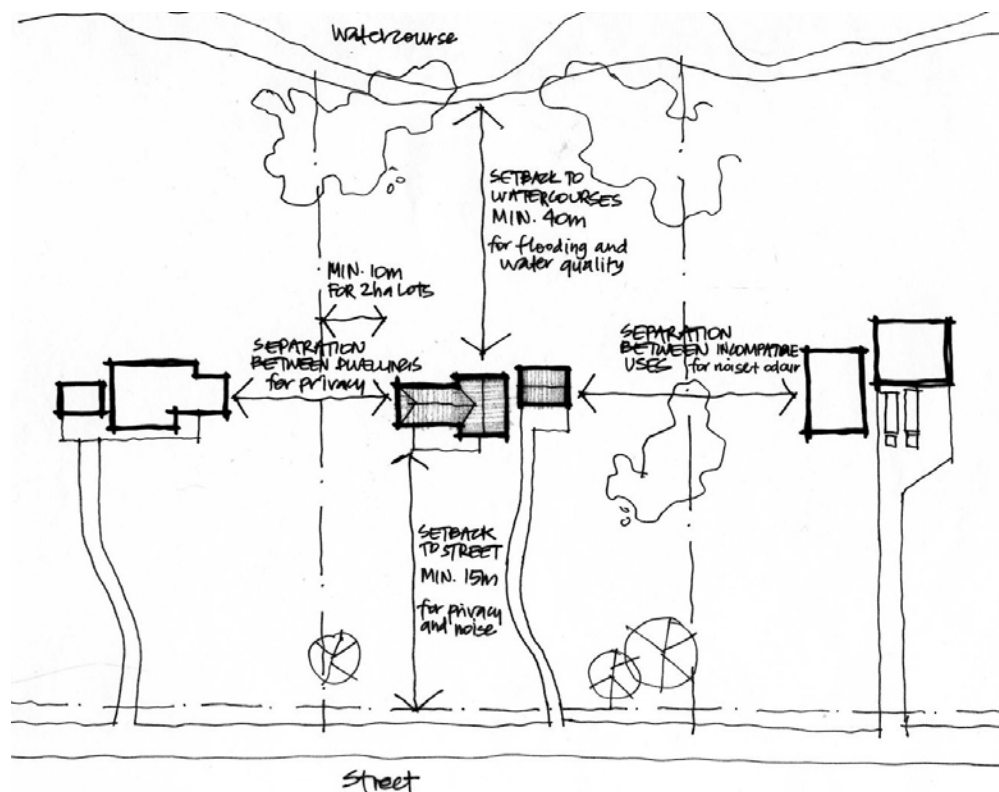 Watercourse
SETBACK TO
WATERCOURSES
MIN. 40m
for flooding and
water quality
MIN. 10m
FOR 2ha LOTS
SEPARATION
BETWEEN DWELLINGS
for privacy
SEPARATION
BETWEEN INCOMPATIBLE
USES for noise + odour
SETBACK
TO STREET
MIN. 15m
for privacy
and noise
Street